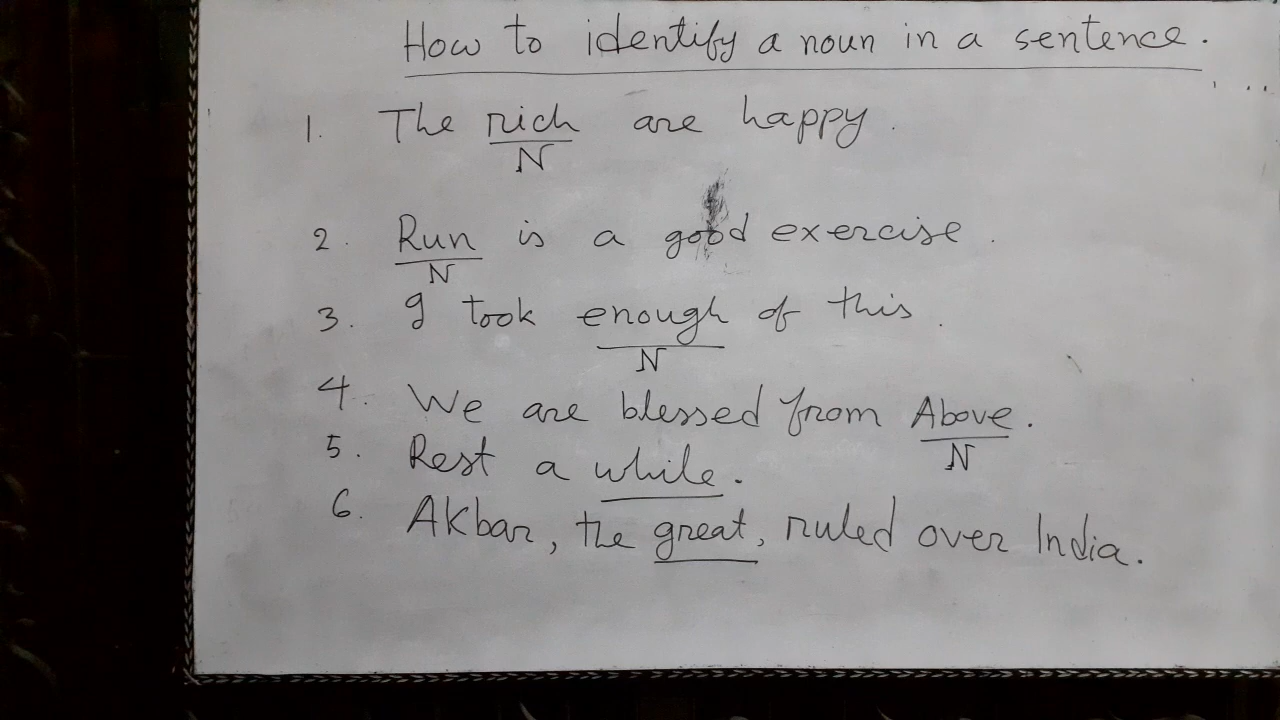 How to identify a noun in a sentence.
1. The rich are happy.
N
2. Run is a good exercise.
N
3. I took enough of this.
N
4. We are blessed from Above.
N
5. Rest a while.
6. Akbar, the great, ruled over India.